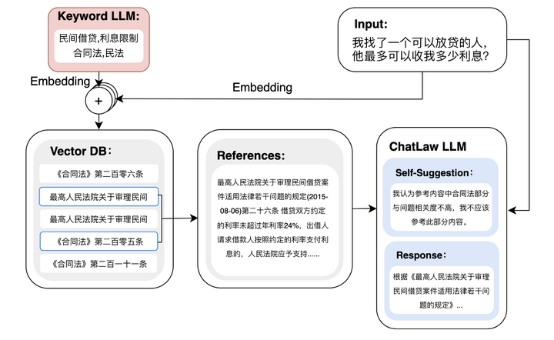 Keyword LLM:
民间借贷,利息限制
合同法,民法
Input:
我找了一个可以放贷的人,
他最多可以收我多少利息?
Embedding
Embedding
+
Vector DB:
《合同法》第二百零六条
最高人民法院关于审理民间
最高人民法院关于审理民间
《合同法》第二百零五条
《合同法》第二百一十一条
References:
最高人民法院关于审理民间借贷案
件适用法律若干问题的规定(2015-
08-06)第二十六条 借贷双方约定
的利率未超过年利率24%，出借人
请求借款人按照约定的利率支付利
息的，人民法院应予支持......
ChatLaw LLM
Self-Suggestion:
我认为参考内容中合同法部分
与问题相关度不高，我不应该
参考此部分内容。
Response:
根据《最高人民法院关于审理
民间借贷案件适用法律若干问
题的规定》...